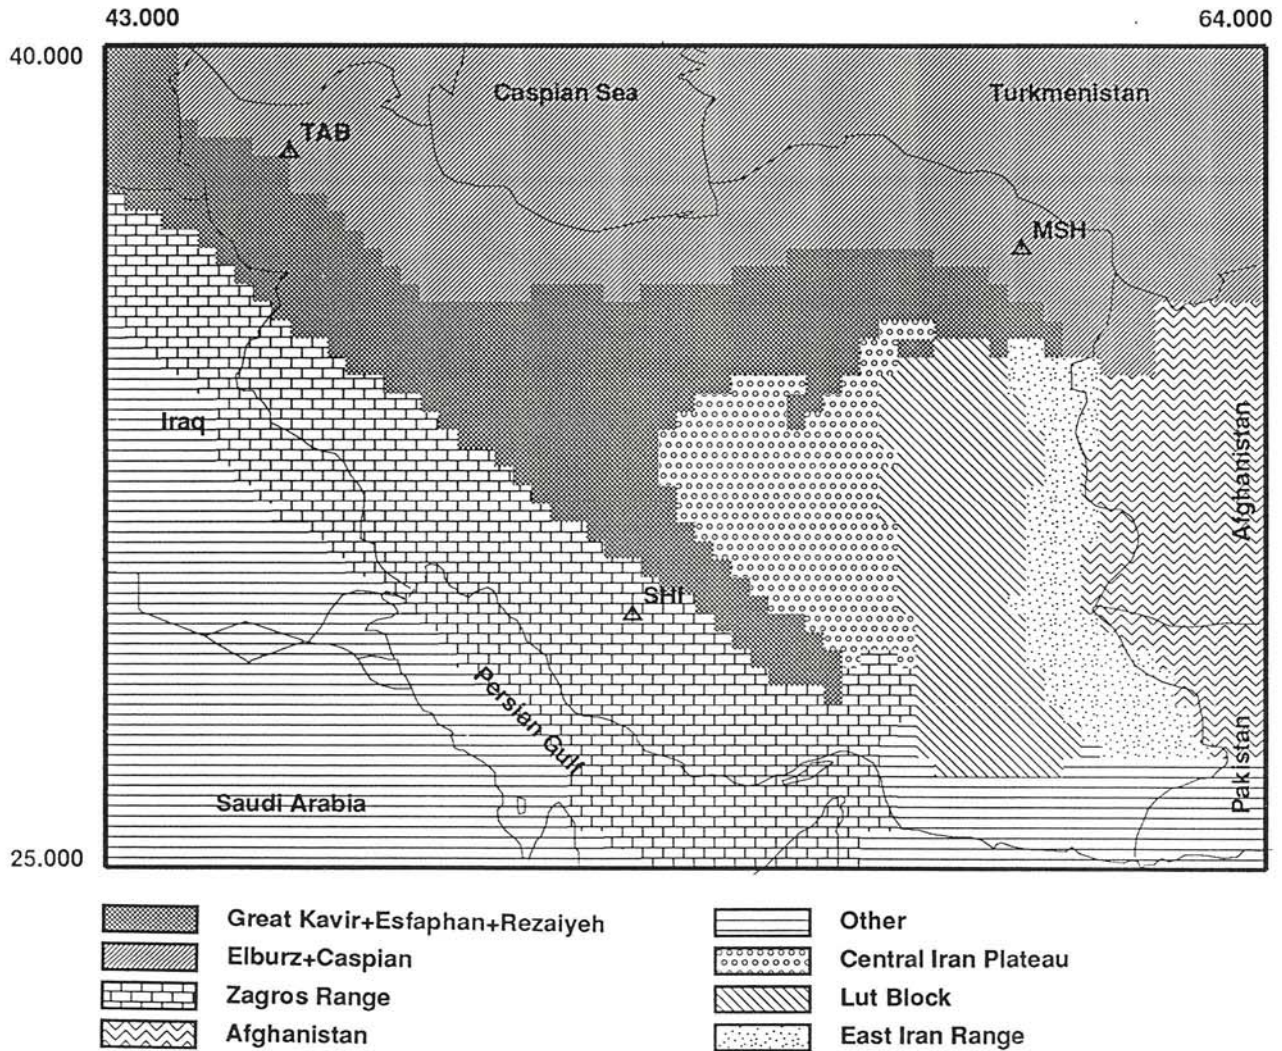 43.000 64.000
40.000
Caspian Sea
Turkmenistan
TAB
MSH
Iraq
Afghanistan
SHI
Persian Gulf
Pakistan
Saudi Arabia
25.000
Great Kavir+Esfaphan+Rezaiyeh
Elburz+Caspian
Zagros Range
Afghanistan
Other
Central Iran Plateau
Lut Block
East Iran Range